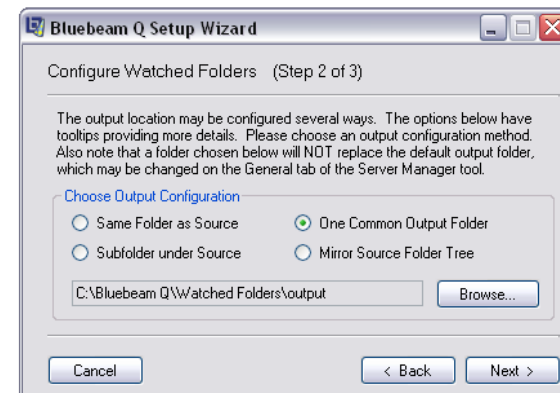 Bluebeam Q Setup Wizard
Configure Watched Folders (Step 2 of 3)
The output location may be configured several ways. The options below have
tooltips providing more details. Please choose an output configuration method.
Also note that a folder chosen below will NOT replace the default output folder,
which may be changed on the General tab of the Server Manager tool.
Choose Output Configuration
Same Folder as Source
One Common Output Folder
Subfolder under Source
Mirror Source Folder Tree
C:\Bluebeam Q\Watched Folders\output
Browse...
Cancel
< Back
Next >